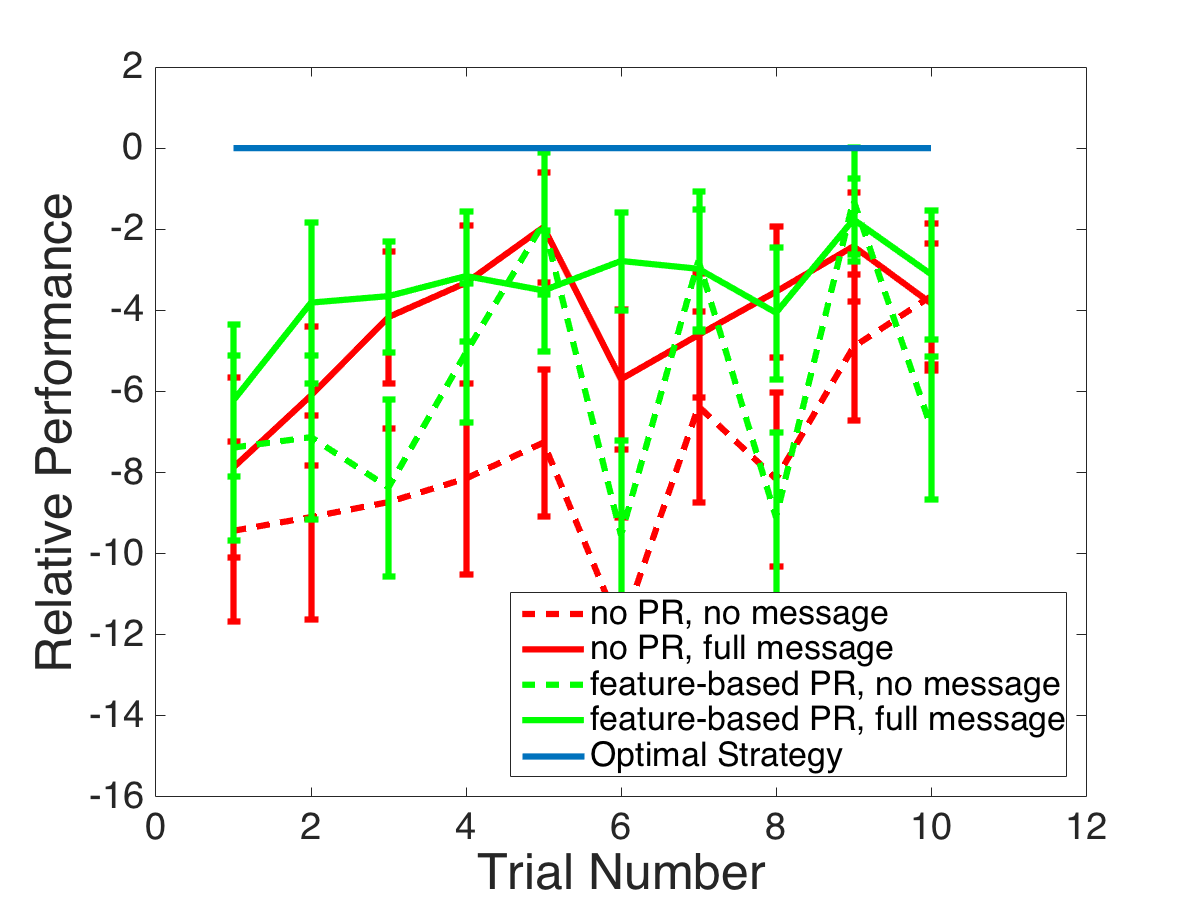 2
0
-2
-4
-6
-8
-10
-12
-14
-16
Relative Performance
no PR, no message
no PR, full message
feature-based PR, no message
feature-based PR, full message
Optimal Strategy
0 2 4 6 8 10 12
Trial Number